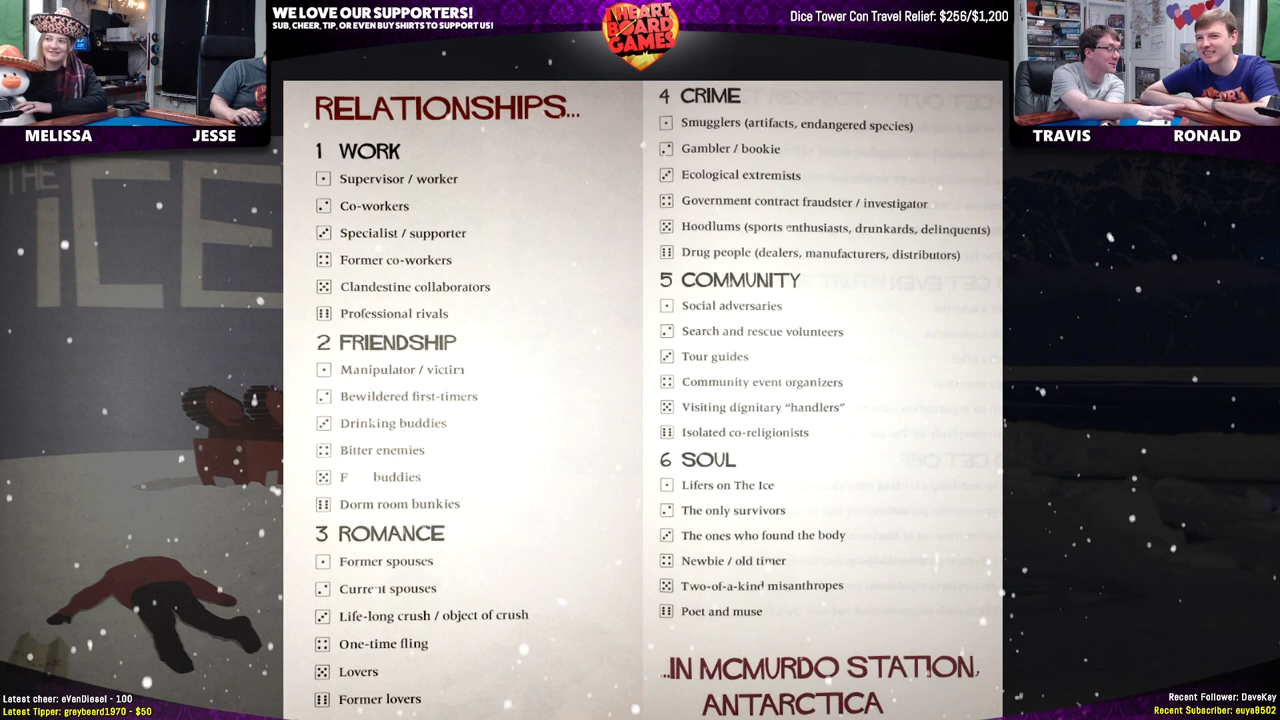 WE LOVE OUR SUPPORTERS!
SUB, CHEER, TIP, OR EVEN BUY SHIRTS TO SUPPORT US!
I HEART
BOARD
GAMES
Dice Tower Con Travel Relief: $256/$1,200
MELISSA
JESSE
TRAVIS
RONALD
THE
ICE
RELATIONSHIPS...
1 WORK
Supervisor / worker
Co-workers
Specialist / supporter
Former co-workers
Clandestine collaborators
Professional rivals
2 FRIENDSHIP
Manipulator / victim
Bewildered first-timers
Drinking buddies
Bitter enemies
F buddies
Dorm room bunkies
3 ROMANCE
Former spouses
Current spouses
Life-long crush / object of crush
One-time fling
Lovers
Former lovers
4 CRIME
Smugglers (artifacts, endangered species)
Gambler / bookie
Ecological extremists
Government contract fraudster / investigator
Hoodlums (sports enthusiasts, drunkards, delinquents)
Drug people (dealers, manufacturers, distributors)
5 COMMUNITY
Social adversaries
Search and rescue volunteers
Tour guides
Community event organizers
Visiting dignitary “handlers”
Isolated co-religionists
6 SOUL
Lifers on The Ice
The only survivors
The ones who found the body
Newbie / old timer
Two-of-a-kind misanthropes
Poet and muse
...IN MCMURDO STATION,
ANTARCTICA
Latest cheer: eVanDiesel - 100
Latest Tipper: greybeard1970 - $50
Recent Follower: DaveKay
Recent Subscriber: euya8502